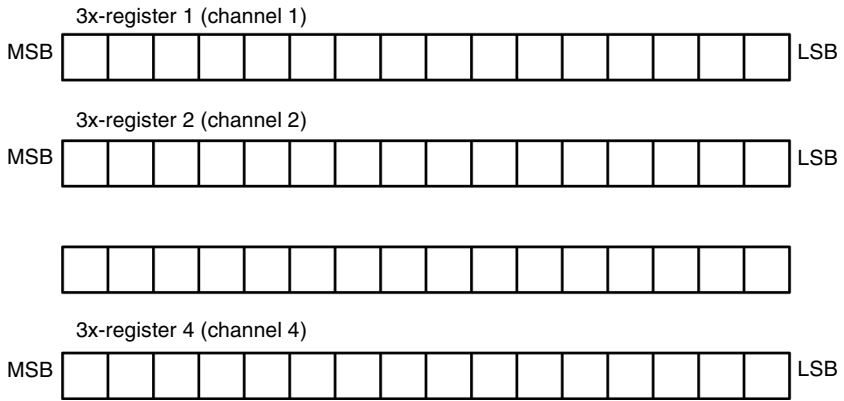 3x-register 1 (channel 1)
MSB LSB
3x-register 2 (channel 2)
MSB LSB
3x-register 4 (channel 4)
MSB LSB